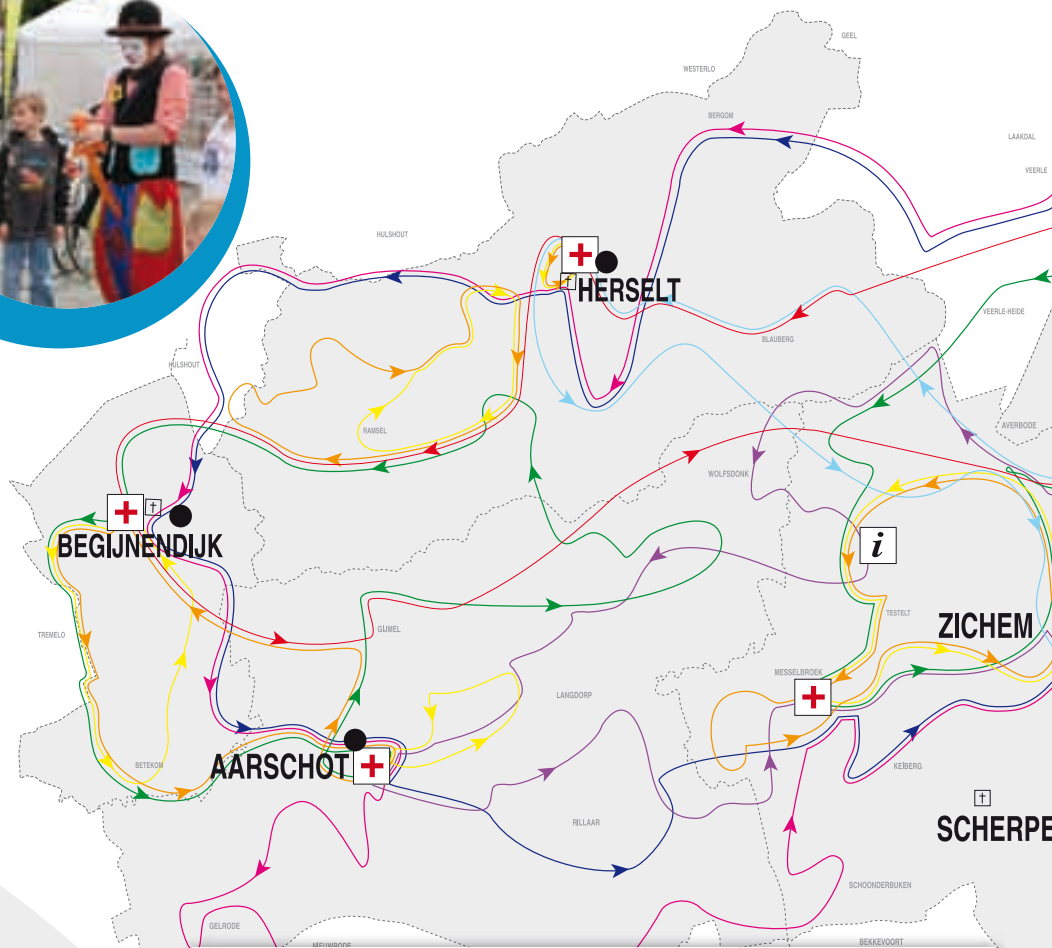 GEEL
WESTERLO
BERGOM
LAAKDAL
VEERLE
HULSHOUT
HERSELT
VEERLE-HEIDE
BLAUBERG
HULSHOUT
RAMSEL
AVERBODE
WOLFSDONK
BEGIJNENDIJK
i
TESTELT
ZICHEM
TREMELO
GIJMEL
MESSELBROEK
LANGDORP
BETEKOM
AARSCHOT
KEIBERG
RILLAAR
SCHERPE
SCHOONDERBUKEN
GELRODE
NIEUWRODE
BEKKEVOORT